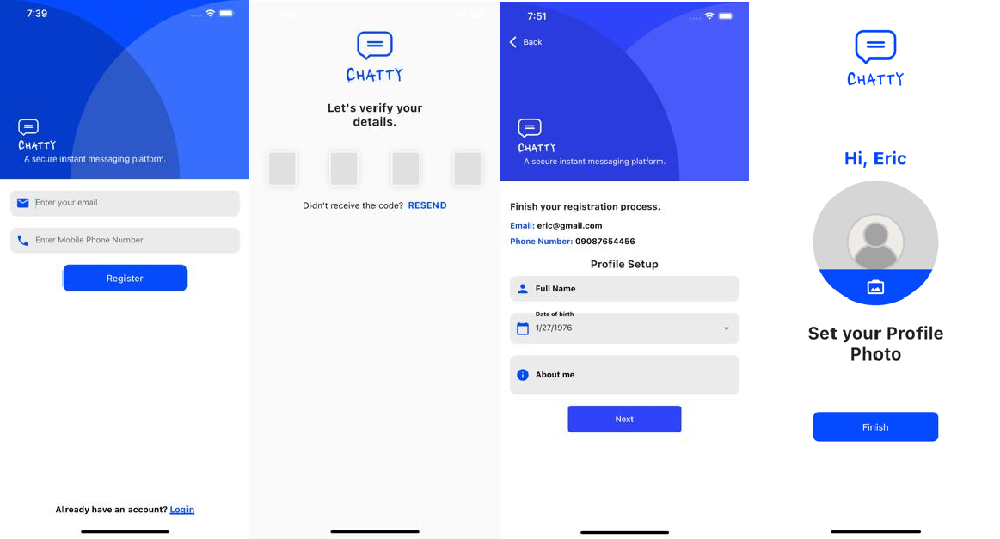 7:39
CHATTY
A secure instant messaging platform.
Enter your email
Enter Mobile Phone Number
Register
Already have an account? Login
CHATTY
Let's verify your
details.
Didn't receive the code? RESEND
7:51
Back
CHATTY
A secure instant messaging platform.
Finish your registration process.
Email: eric@gmail.com
Phone Number: 09087654456
Profile Setup
Full Name
Date of birth
1/27/1976
About me
Next
CHATTY
Hi, Eric
Set your Profile
Photo
Finish